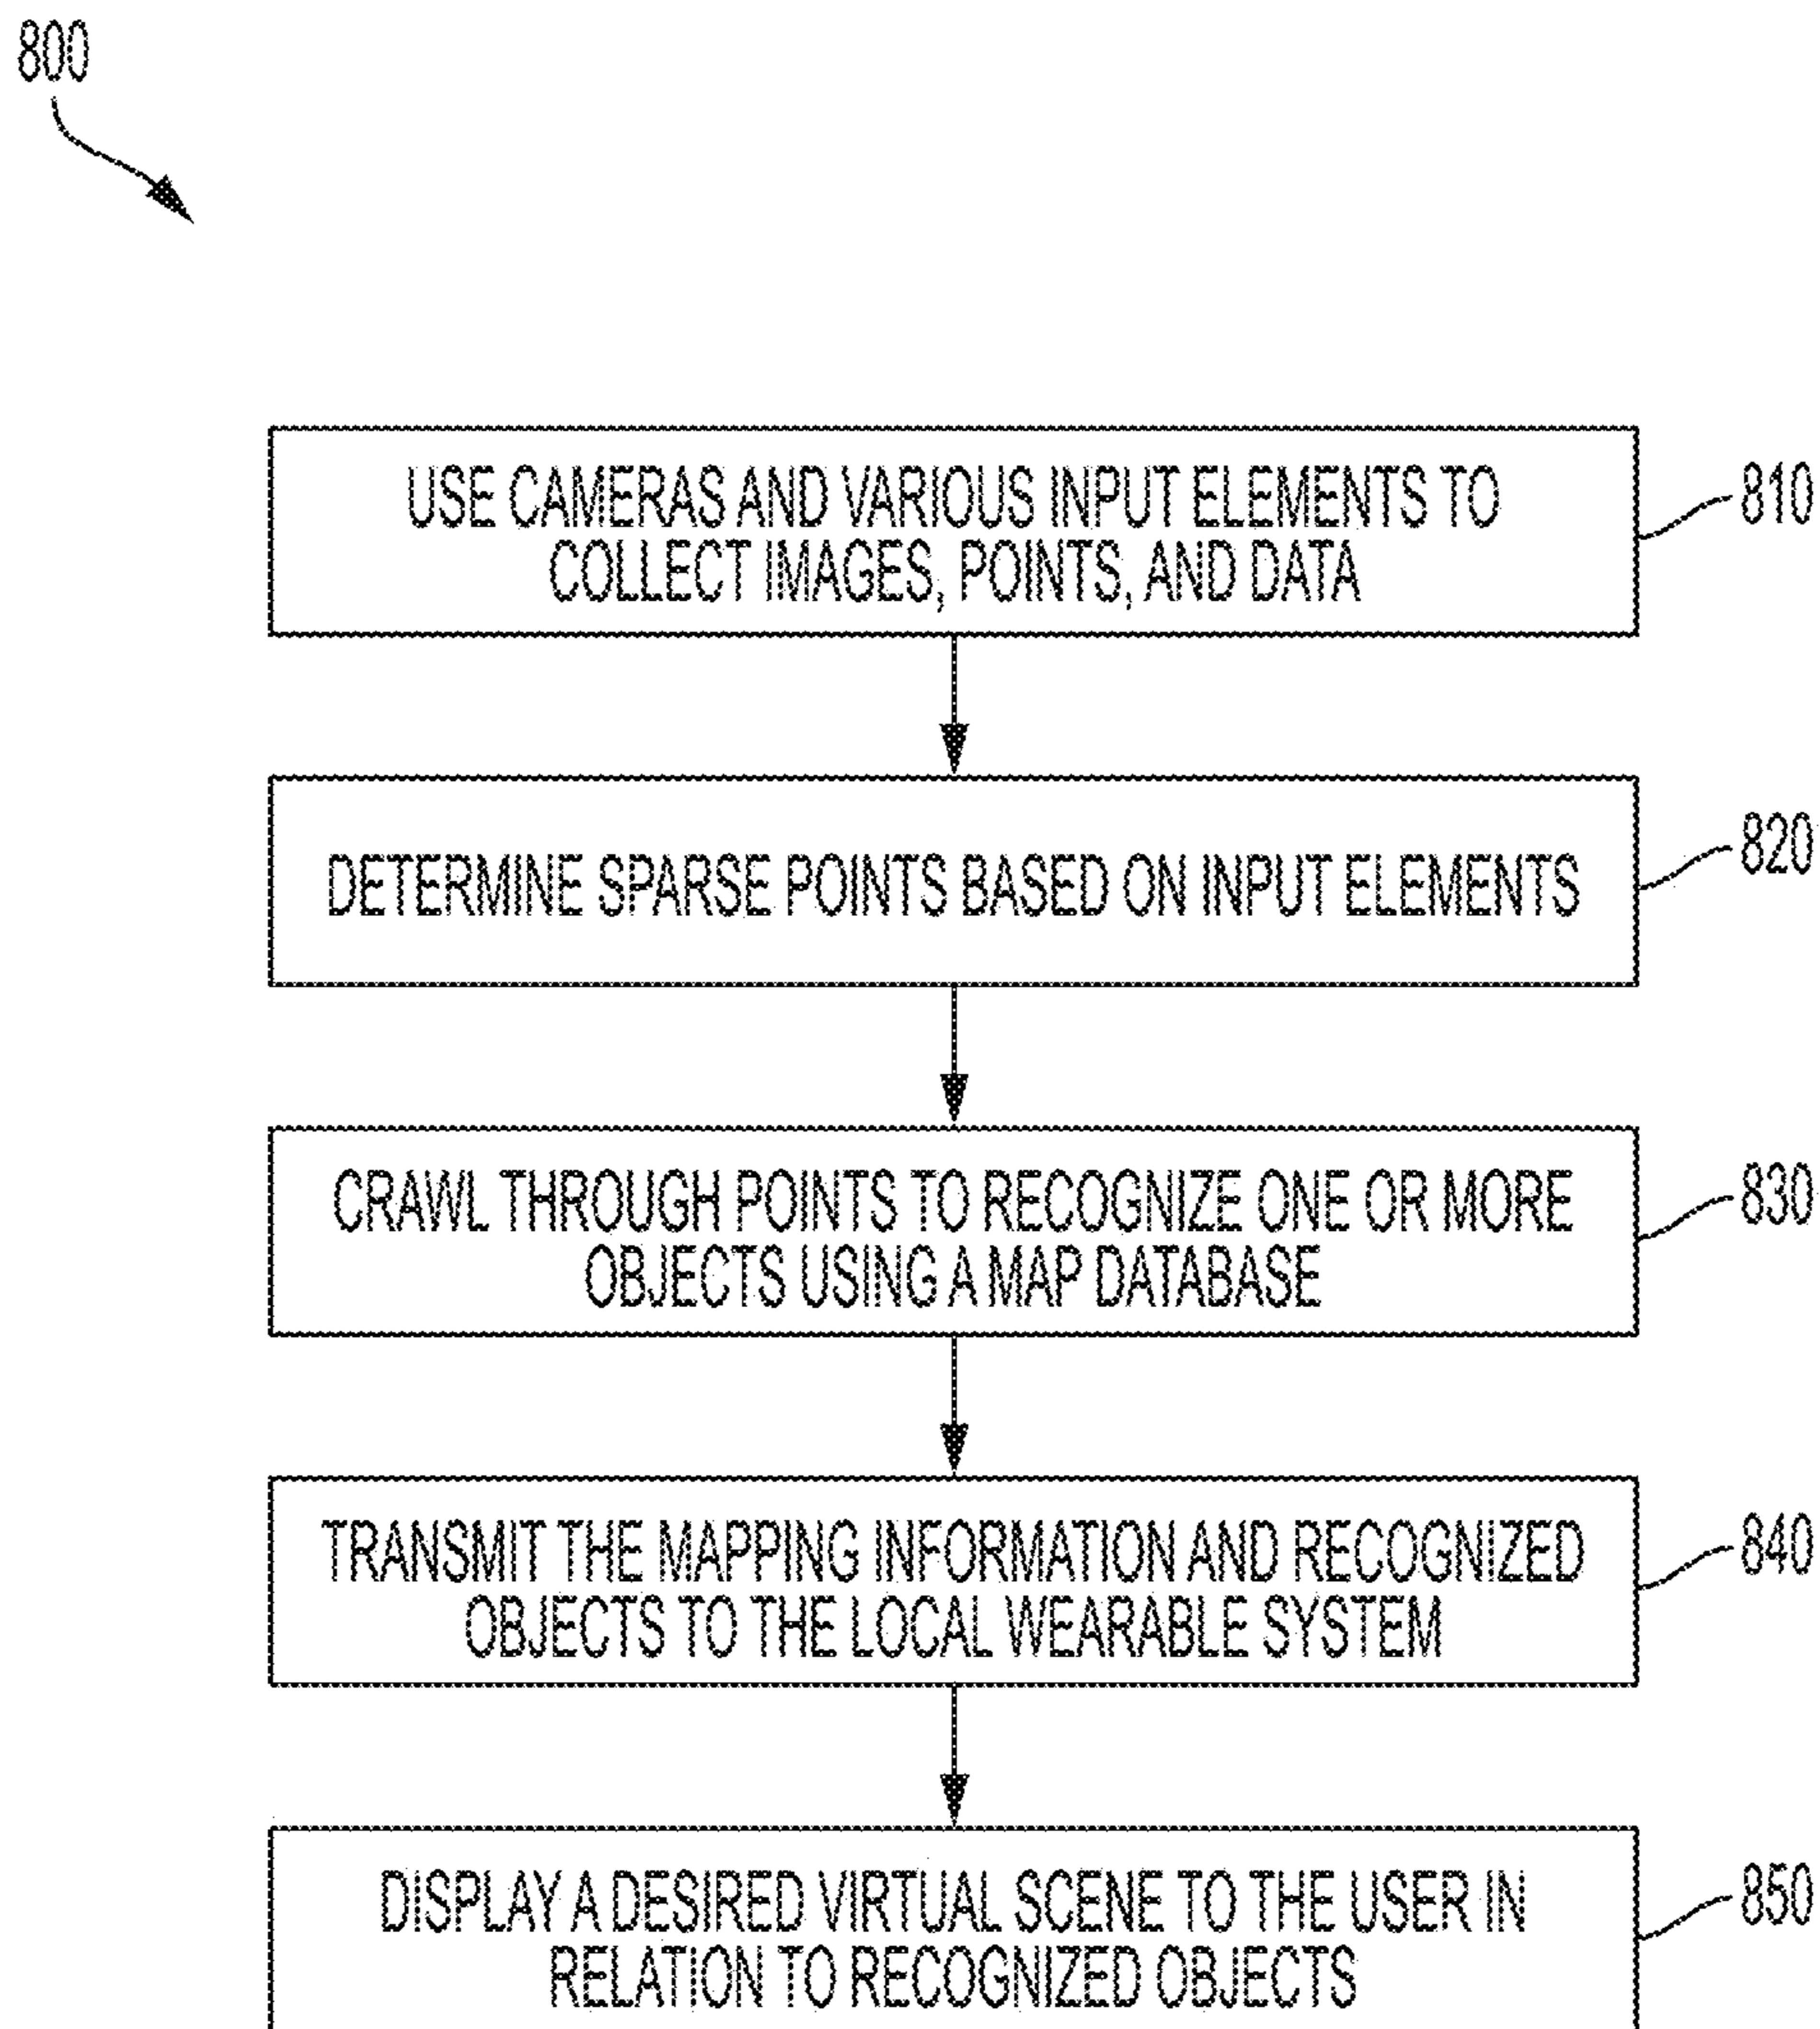 800
USE CAMERAS AND VARIOUS INPUT ELEMENTS TO
COLLECT IMAGES, POINTS, AND DATA
810
DETERMINE SPARSE POINTS BASED ON INPUT ELEMENTS
820
CRAWL THROUGH POINTS TO RECOGNIZE ONE OR MORE
OBJECTS USING A MAP DATABASE
830
TRANSMIT THE MAPPING INFORMATION AND RECOGNIZED
OBJECTS TO THE LOCAL WEARABLE SYSTEM
840
DISPLAY A DESIRED VIRTUAL SCENE TO THE USER IN
RELATION TO RECOGNIZED OBJECTS
850